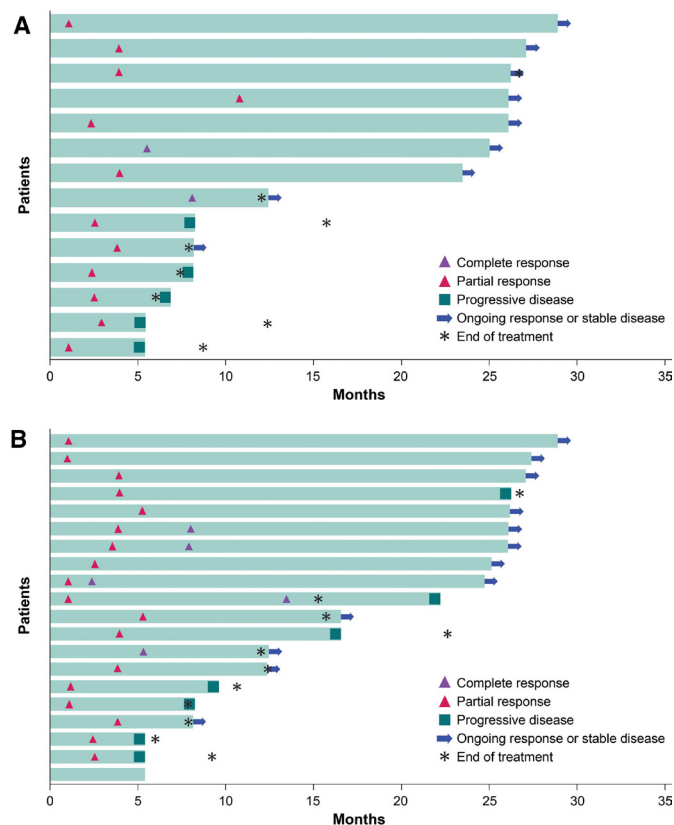 A
Patients
Complete response
Partial response
Progressive disease
Ongoing response or stable disease
* End of treatment
0 5 10 15 20 25 30 35
Months
B
Patients
Complete response
Partial response
Progressive disease
Ongoing response or stable disease
* End of treatment
0 5 10 15 20 25 30 35
Months